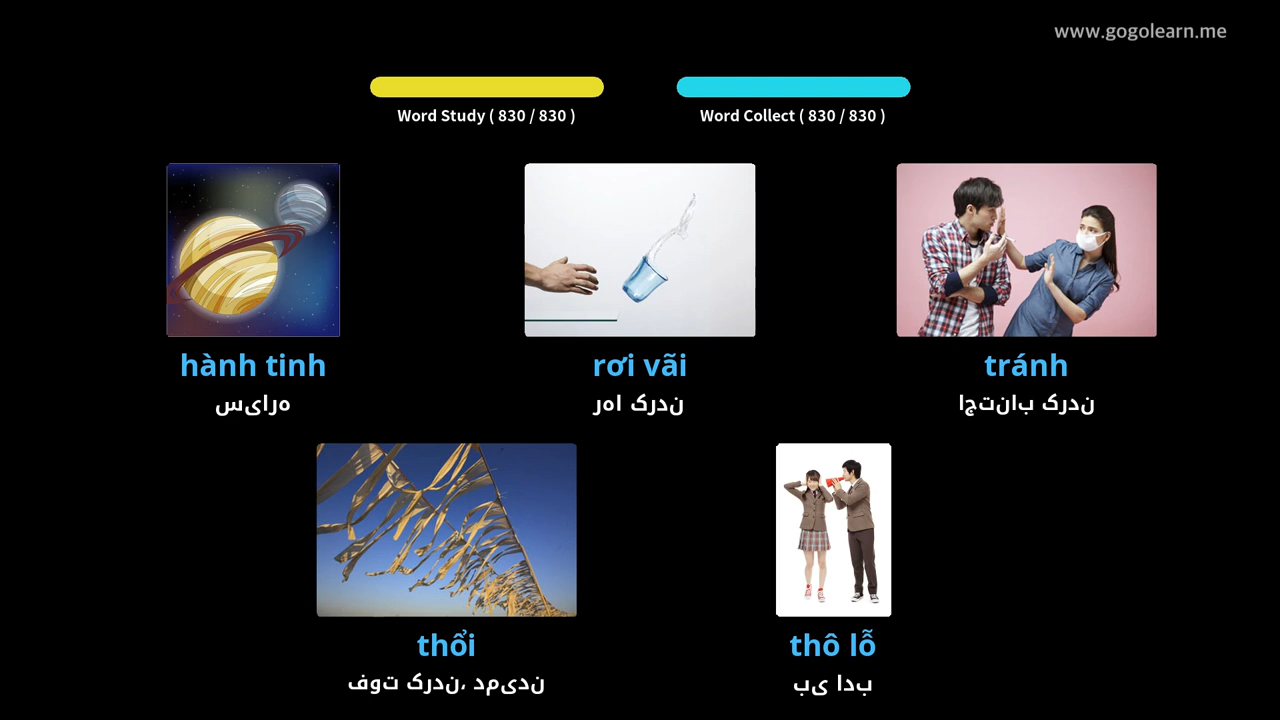 www.gogolearn.me
Word Study ( 830 / 830 )
Word Collect ( 830 / 830 )
hành tinh
سیاره
rơi vãi
رها کردن
tránh
اجتناب کردن
thổi
فوت کردن، دمیدن
thô lỗ
بی ادب